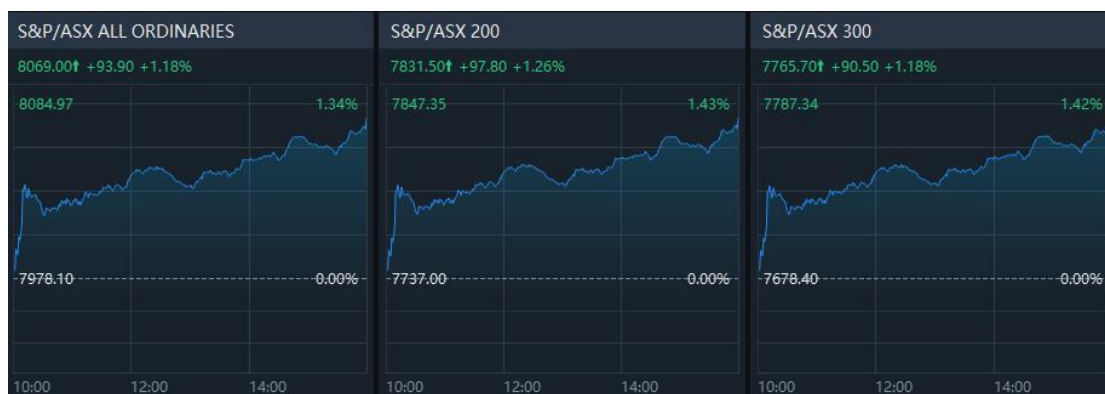 S&P/ASX ALL ORDINARIES
8069.00↑ +93.90 +1.18%
8084.97 1.34%
7978.10 0.00%
10:00 12:00 14:00
S&P/ASX 200
7831.50↑ +97.80 +1.26%
7847.35 1.43%
7737.00 0.00%
10:00 12:00 14:00
S&P/ASX 300
7765.70↑ +90.50 +1.18%
7787.34 1.42%
7678.40 0.00%
10:00 12:00 14:00